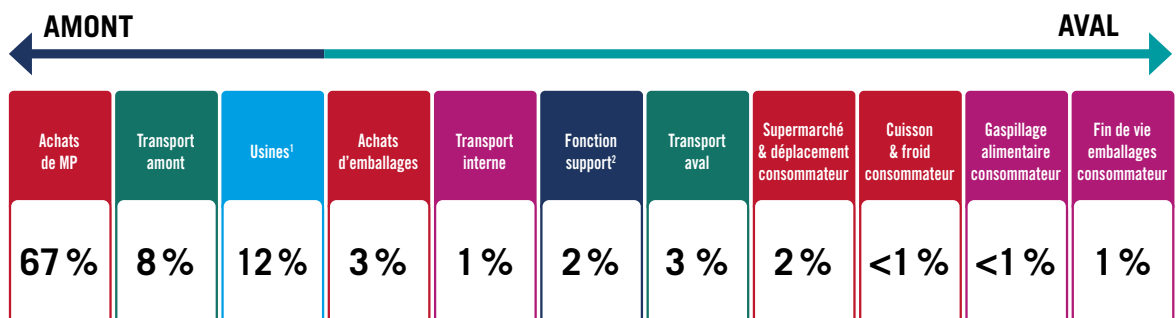 AMONT
AVAL
Achats
de MP
Transport
amont
Usines¹
Achats
d'emballages
Transport
interne
Fonction
support²
Transport
aval
Supermarché
& déplacement
consommateur
Cuisson
& froid
consommateur
Gaspillage
alimentaire
consommateur
Fin de vie
emballages
consommateur
67 %
8 %
12 %
3 %
1 %
2 %
3 %
2 %
<1 %
<1 %
1 %